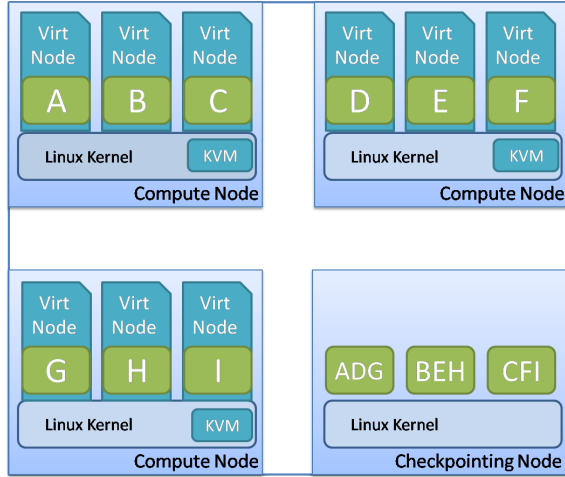 Virt Node
A
Virt Node
B
Virt Node
C
Linux Kernel
KVM
Compute Node
Virt Node
D
Virt Node
E
Virt Node
F
Linux Kernel
KVM
Compute Node
Virt Node
G
Virt Node
H
Virt Node
I
Linux Kernel
KVM
Compute Node
ADG
BEH
CFI
Linux Kernel
Checkpointing Node